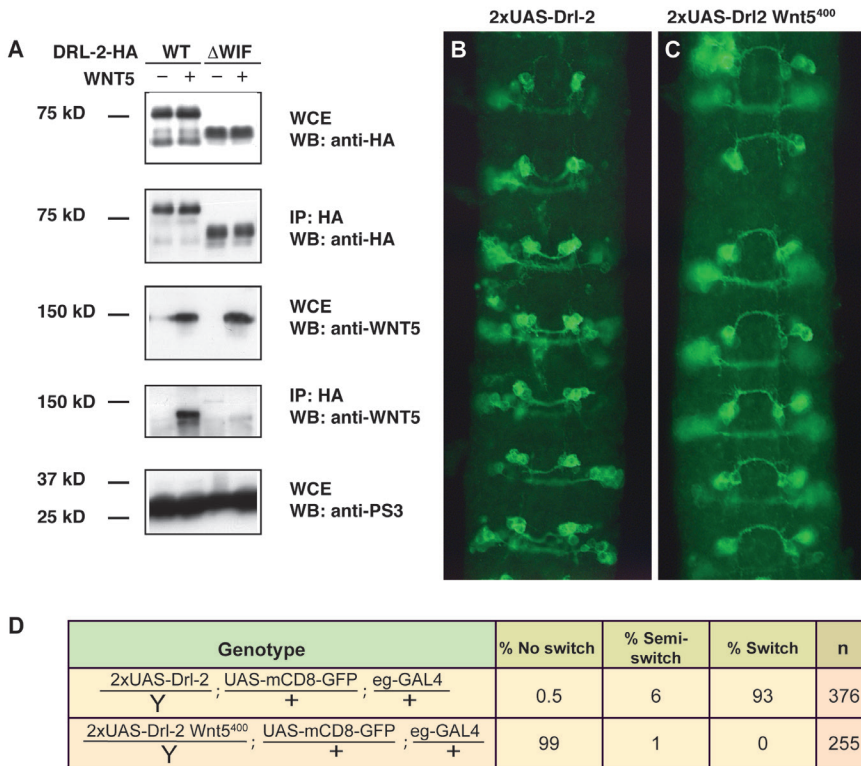 2xUAS-Drl-2
2xUAS-Drl2 Wnt5⁴⁰⁰
A
DRL-2-HA WT ΔWIF
WNT5 − + − +
75 kD
WCE
WB: anti-HA
75 kD
IP: HA
WB: anti-HA
150 kD
WCE
WB: anti-WNT5
150 kD
IP: HA
WB: anti-WNT5
37 kD
25 kD
WCE
WB: anti-PS3
B
C
D
Genotype % No switch % Semi-switch % Switch n
2xUAS-Drl-2/Y ; UAS-mCD8-GFP/+ ; eg-GAL4/+ 0.5 6 93 376
2xUAS-Drl-2 Wnt5⁴⁰⁰/Y ; UAS-mCD8-GFP/+ ; eg-GAL4/+ 99 1 0 255